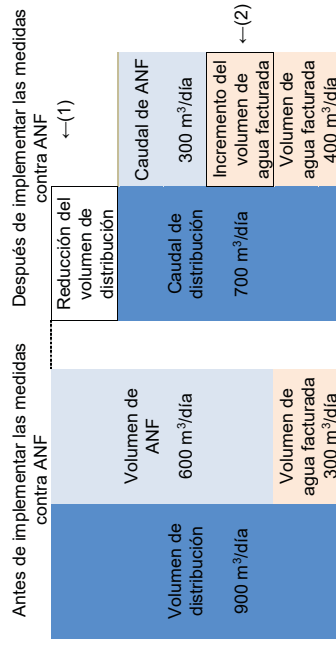 Antes de implementar las medidas
contra ANF
Volumen de
distribución
900 m³/día
Volumen de
ANF
600 m³/día
Volumen de
agua facturada
300 m³/día
Después de implementar las medidas
contra ANF
Reducción del
volumen de
distribución
←(1)
Caudal de
distribución
700 m³/día
Caudal de ANF
300 m³/día
Incremento del
volumen de
agua facturada
←(2)
Volumen de
agua facturada
400 m³/día